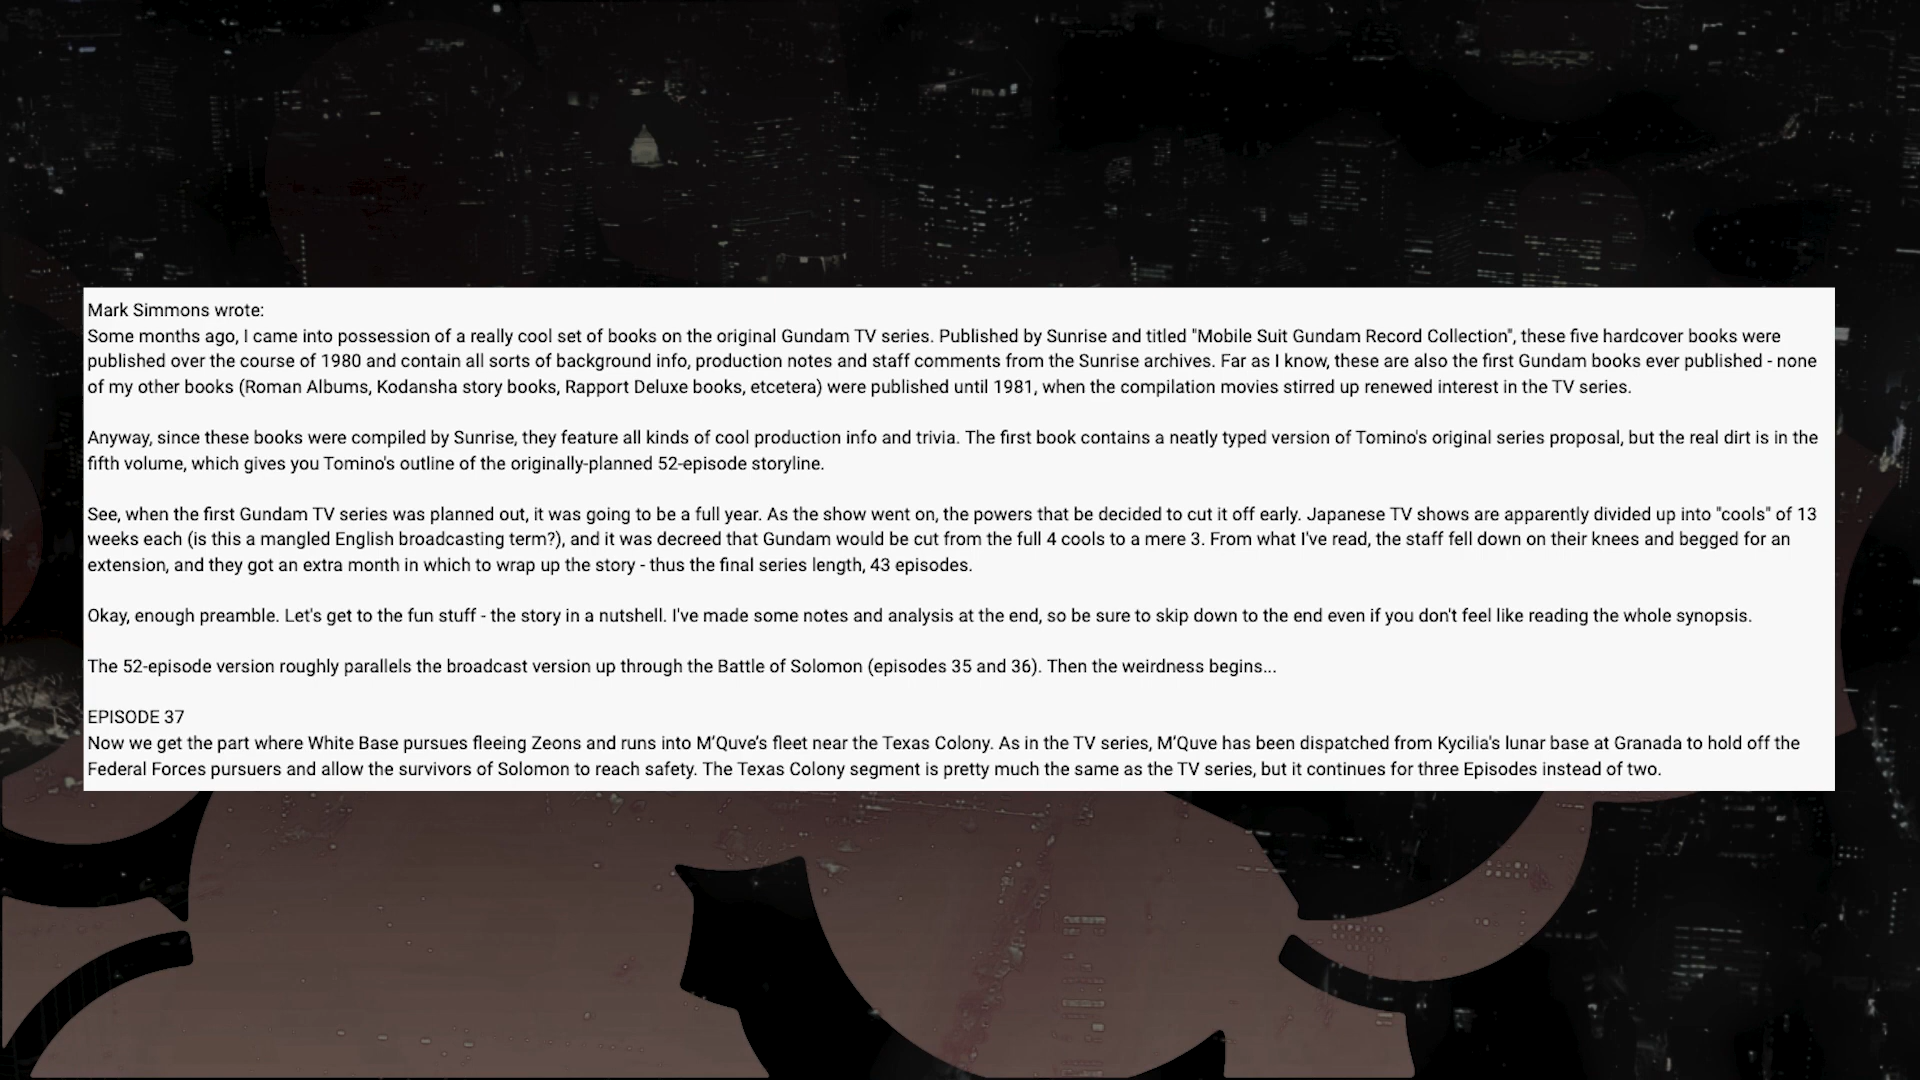 Mark Simmons wrote:
Some months ago, I came into possession of a really cool set of books on the original Gundam TV series. Published by Sunrise and titled "Mobile Suit Gundam Record Collection", these five hardcover books were
published over the course of 1980 and contain all sorts of background info, production notes and staff comments from the Sunrise archives. Far as I know, these are also the first Gundam books ever published - none
of my other books (Roman Albums, Kodansha story books, Rapport Deluxe books, etcetera) were published until 1981, when the compilation movies stirred up renewed interest in the TV series.
Anyway, since these books were compiled by Sunrise, they feature all kinds of cool production info and trivia. The first book contains a neatly typed version of Tomino's original series proposal, but the real dirt is in the
fifth volume, which gives you Tomino's outline of the originally-planned 52-episode storyline.
See, when the first Gundam TV series was planned out, it was going to be a full year. As the show went on, the powers that be decided to cut it off early. Japanese TV shows are apparently divided up into "cools" of 13
weeks each (is this a mangled English broadcasting term?), and it was decreed that Gundam would be cut from the full 4 cools to a mere 3. From what I've read, the staff fell down on their knees and begged for an
extension, and they got an extra month in which to wrap up the story - thus the final series length, 43 episodes.
Okay, enough preamble. Let's get to the fun stuff - the story in a nutshell. I've made some notes and analysis at the end, so be sure to skip down to the end even if you don't feel like reading the whole synopsis.
The 52-episode version roughly parallels the broadcast version up through the Battle of Solomon (episodes 35 and 36). Then the weirdness begins...
EPISODE 37
Now we get the part where White Base pursues fleeing Zeons and runs into M’Quve’s fleet near the Texas Colony. As in the TV series, M’Quve has been dispatched from Kycilia's lunar base at Granada to hold off the
Federal Forces pursuers and allow the survivors of Solomon to reach safety. The Texas Colony segment is pretty much the same as the TV series, but it continues for three Episodes instead of two.